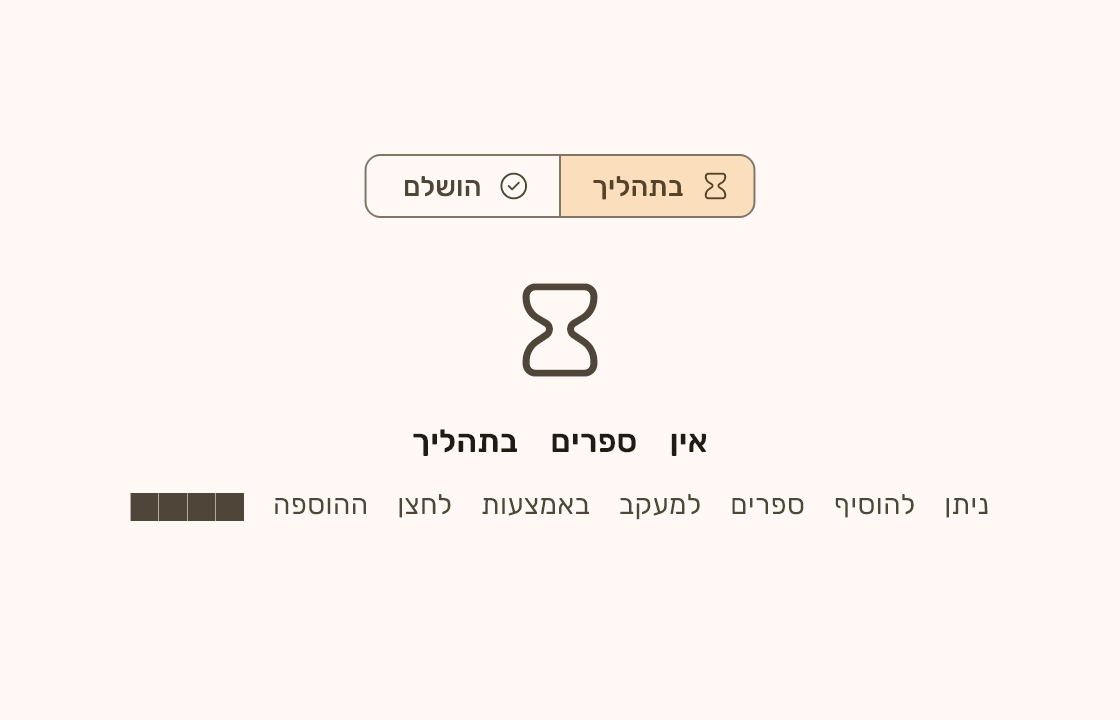 בתהליך
הושלם
אין ספרים בתהליך
ניתן להוסיף ספרים למעקב באמצעות לחצן ההוספה